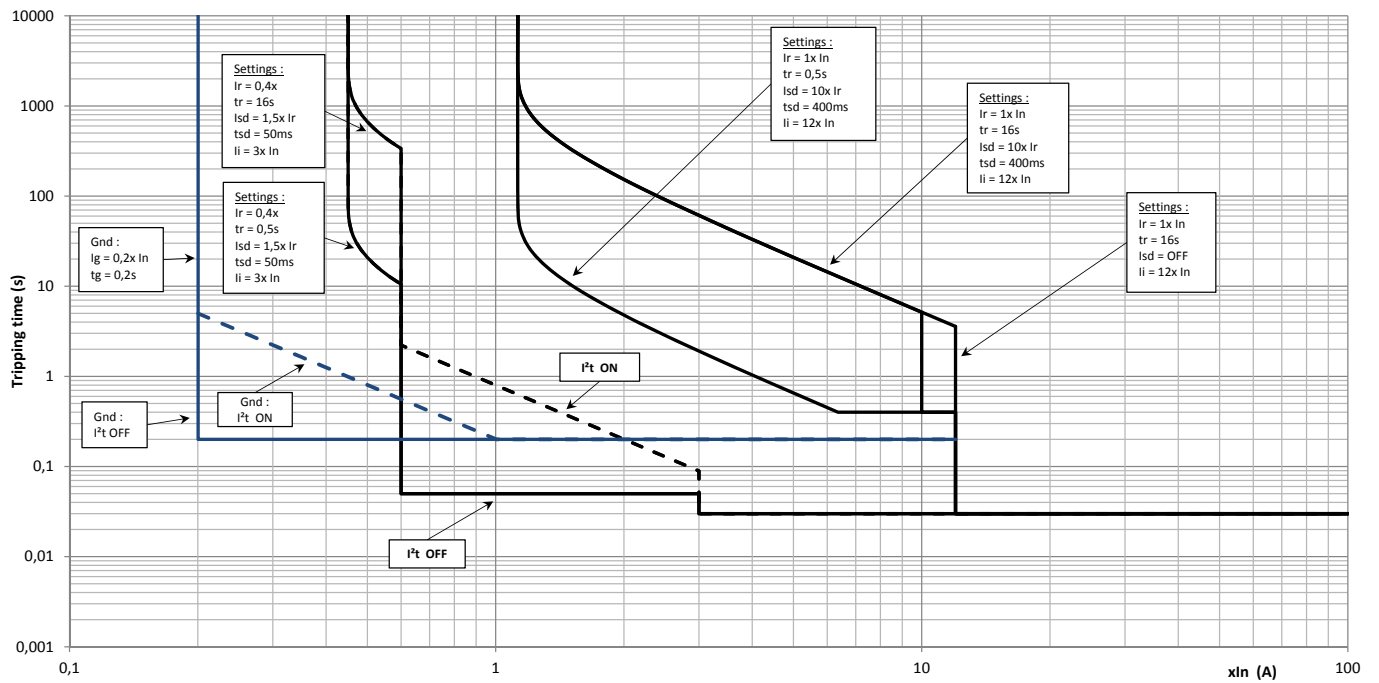 10000
1000
100
10
1
0,1
0,01
0,001
Tripping time (s)
0,1
1
10
100
xIn (A)
Settings :
Ir = 0,4x
tr = 16s
Isd = 1,5x Ir
tsd = 50ms
Ii = 3x In
Settings :
Ir = 0,4x
tr = 0,5s
Isd = 1,5x Ir
tsd = 50ms
Ii = 3x In
Gnd :
Ig = 0,2x In
tg = 0,2s
Gnd :
I²t OFF
Gnd :
I²t ON
I²t ON
I²t OFF
Settings :
Ir = 1x In
tr = 0,5s
Isd = 10x Ir
tsd = 400ms
Ii = 12x In
Settings :
Ir = 1x In
tr = 16s
Isd = 10x Ir
tsd = 400ms
Ii = 12x In
Settings :
Ir = 1x In
tr = 16s
Isd = OFF
Ii = 12x In